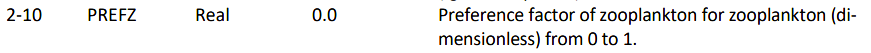 2-10 PREFZ Real 0.0 Preference factor of zooplankton for zooplankton (di-
mensionless) from 0 to 1.